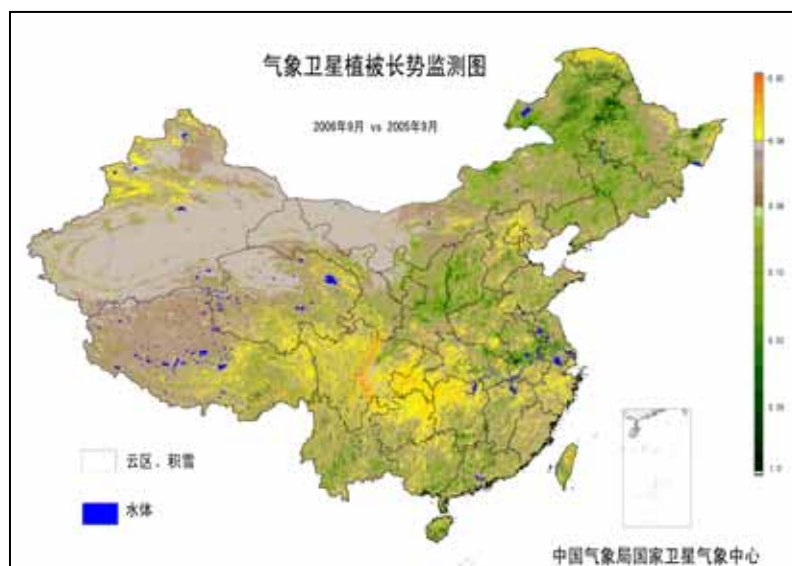 气象卫星植被长势监测图
2006年9月 vs 2005年9月
云区、积雪
水体
中国气象局国家卫星气象中心